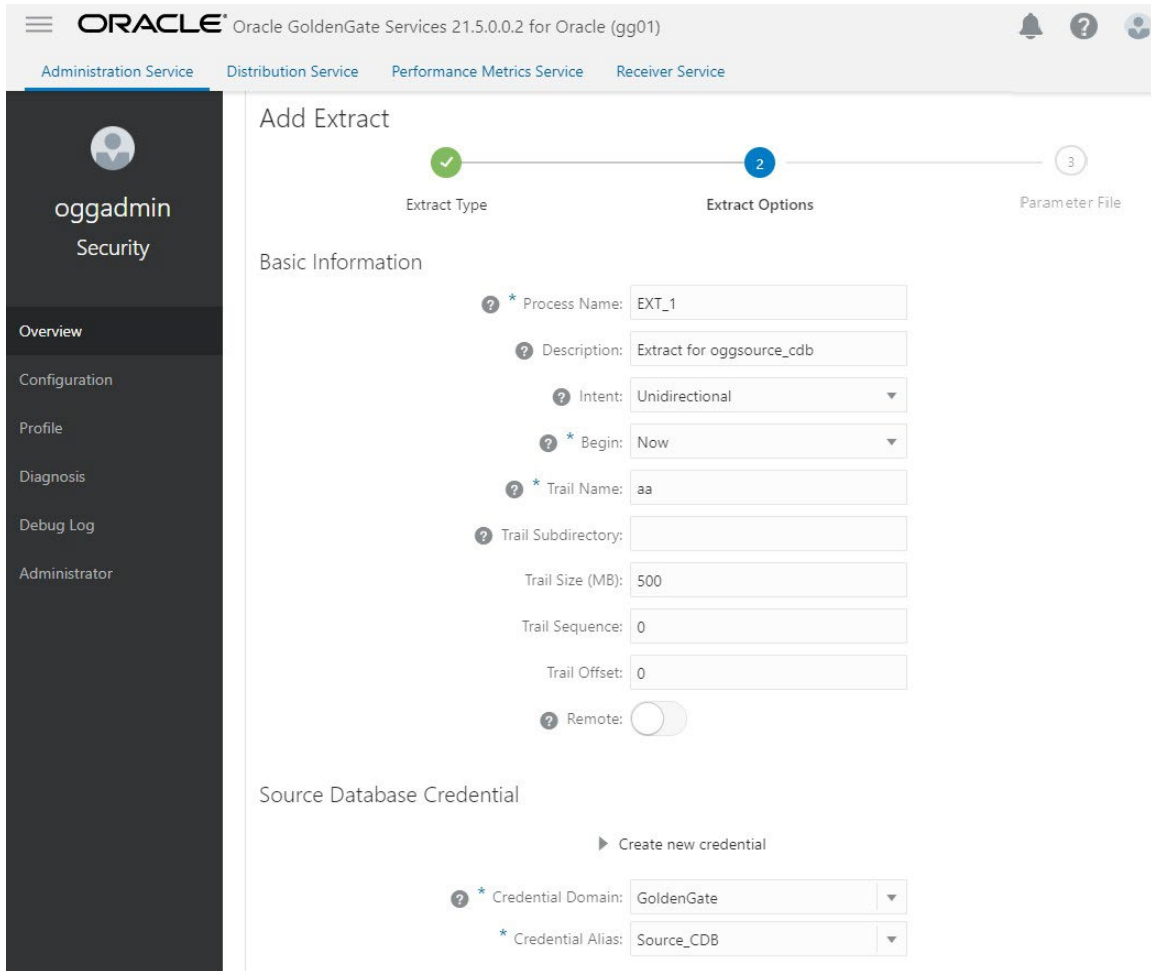 ORACLE® Oracle GoldenGate Services 21.5.0.0.2 for Oracle (gg01)
?
Administration Service Distribution Service Performance Metrics Service Receiver Service
oggadmin
Security
Overview
Configuration
Profile
Diagnosis
Debug Log
Administrator
Add Extract
2
3
Extract Type Extract Options Parameter File
Basic Information
? * Process Name: EXT_1
? Description: Extract for oggsource_cdb
? Intent: Unidirectional
? * Begin: Now
? * Trail Name: aa
? Trail Subdirectory:
Trail Size (MB): 500
Trail Sequence: 0
Trail Offset: 0
? Remote:
Source Database Credential
Create new credential
? * Credential Domain: GoldenGate
* Credential Alias: Source_CDB